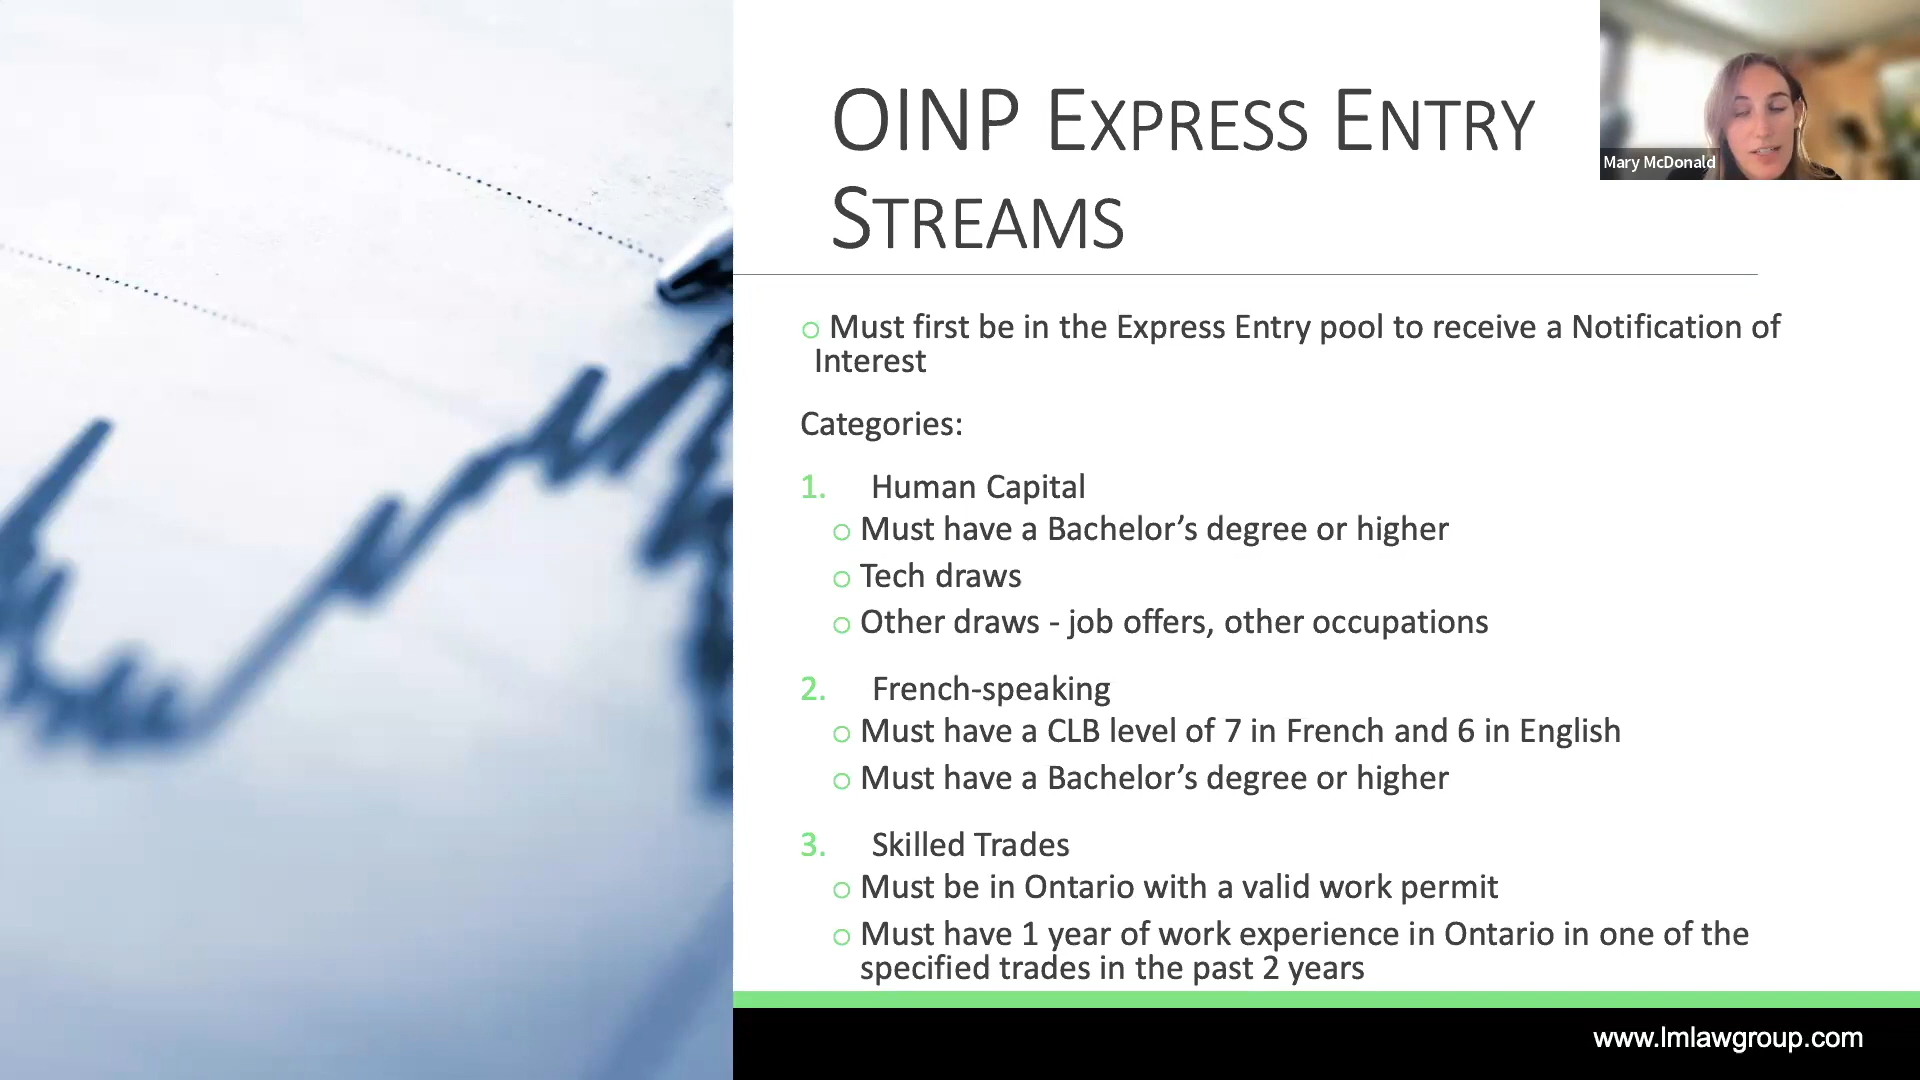 OINP EXPRESS ENTRY
STREAMS
Mary McDonald
o Must first be in the Express Entry pool to receive a Notification of
Interest
Categories:
1. Human Capital
o Must have a Bachelor’s degree or higher
o Tech draws
o Other draws - job offers, other occupations
2. French-speaking
o Must have a CLB level of 7 in French and 6 in English
o Must have a Bachelor’s degree or higher
3. Skilled Trades
o Must be in Ontario with a valid work permit
o Must have 1 year of work experience in Ontario in one of the
specified trades in the past 2 years
www.lmlawgroup.com